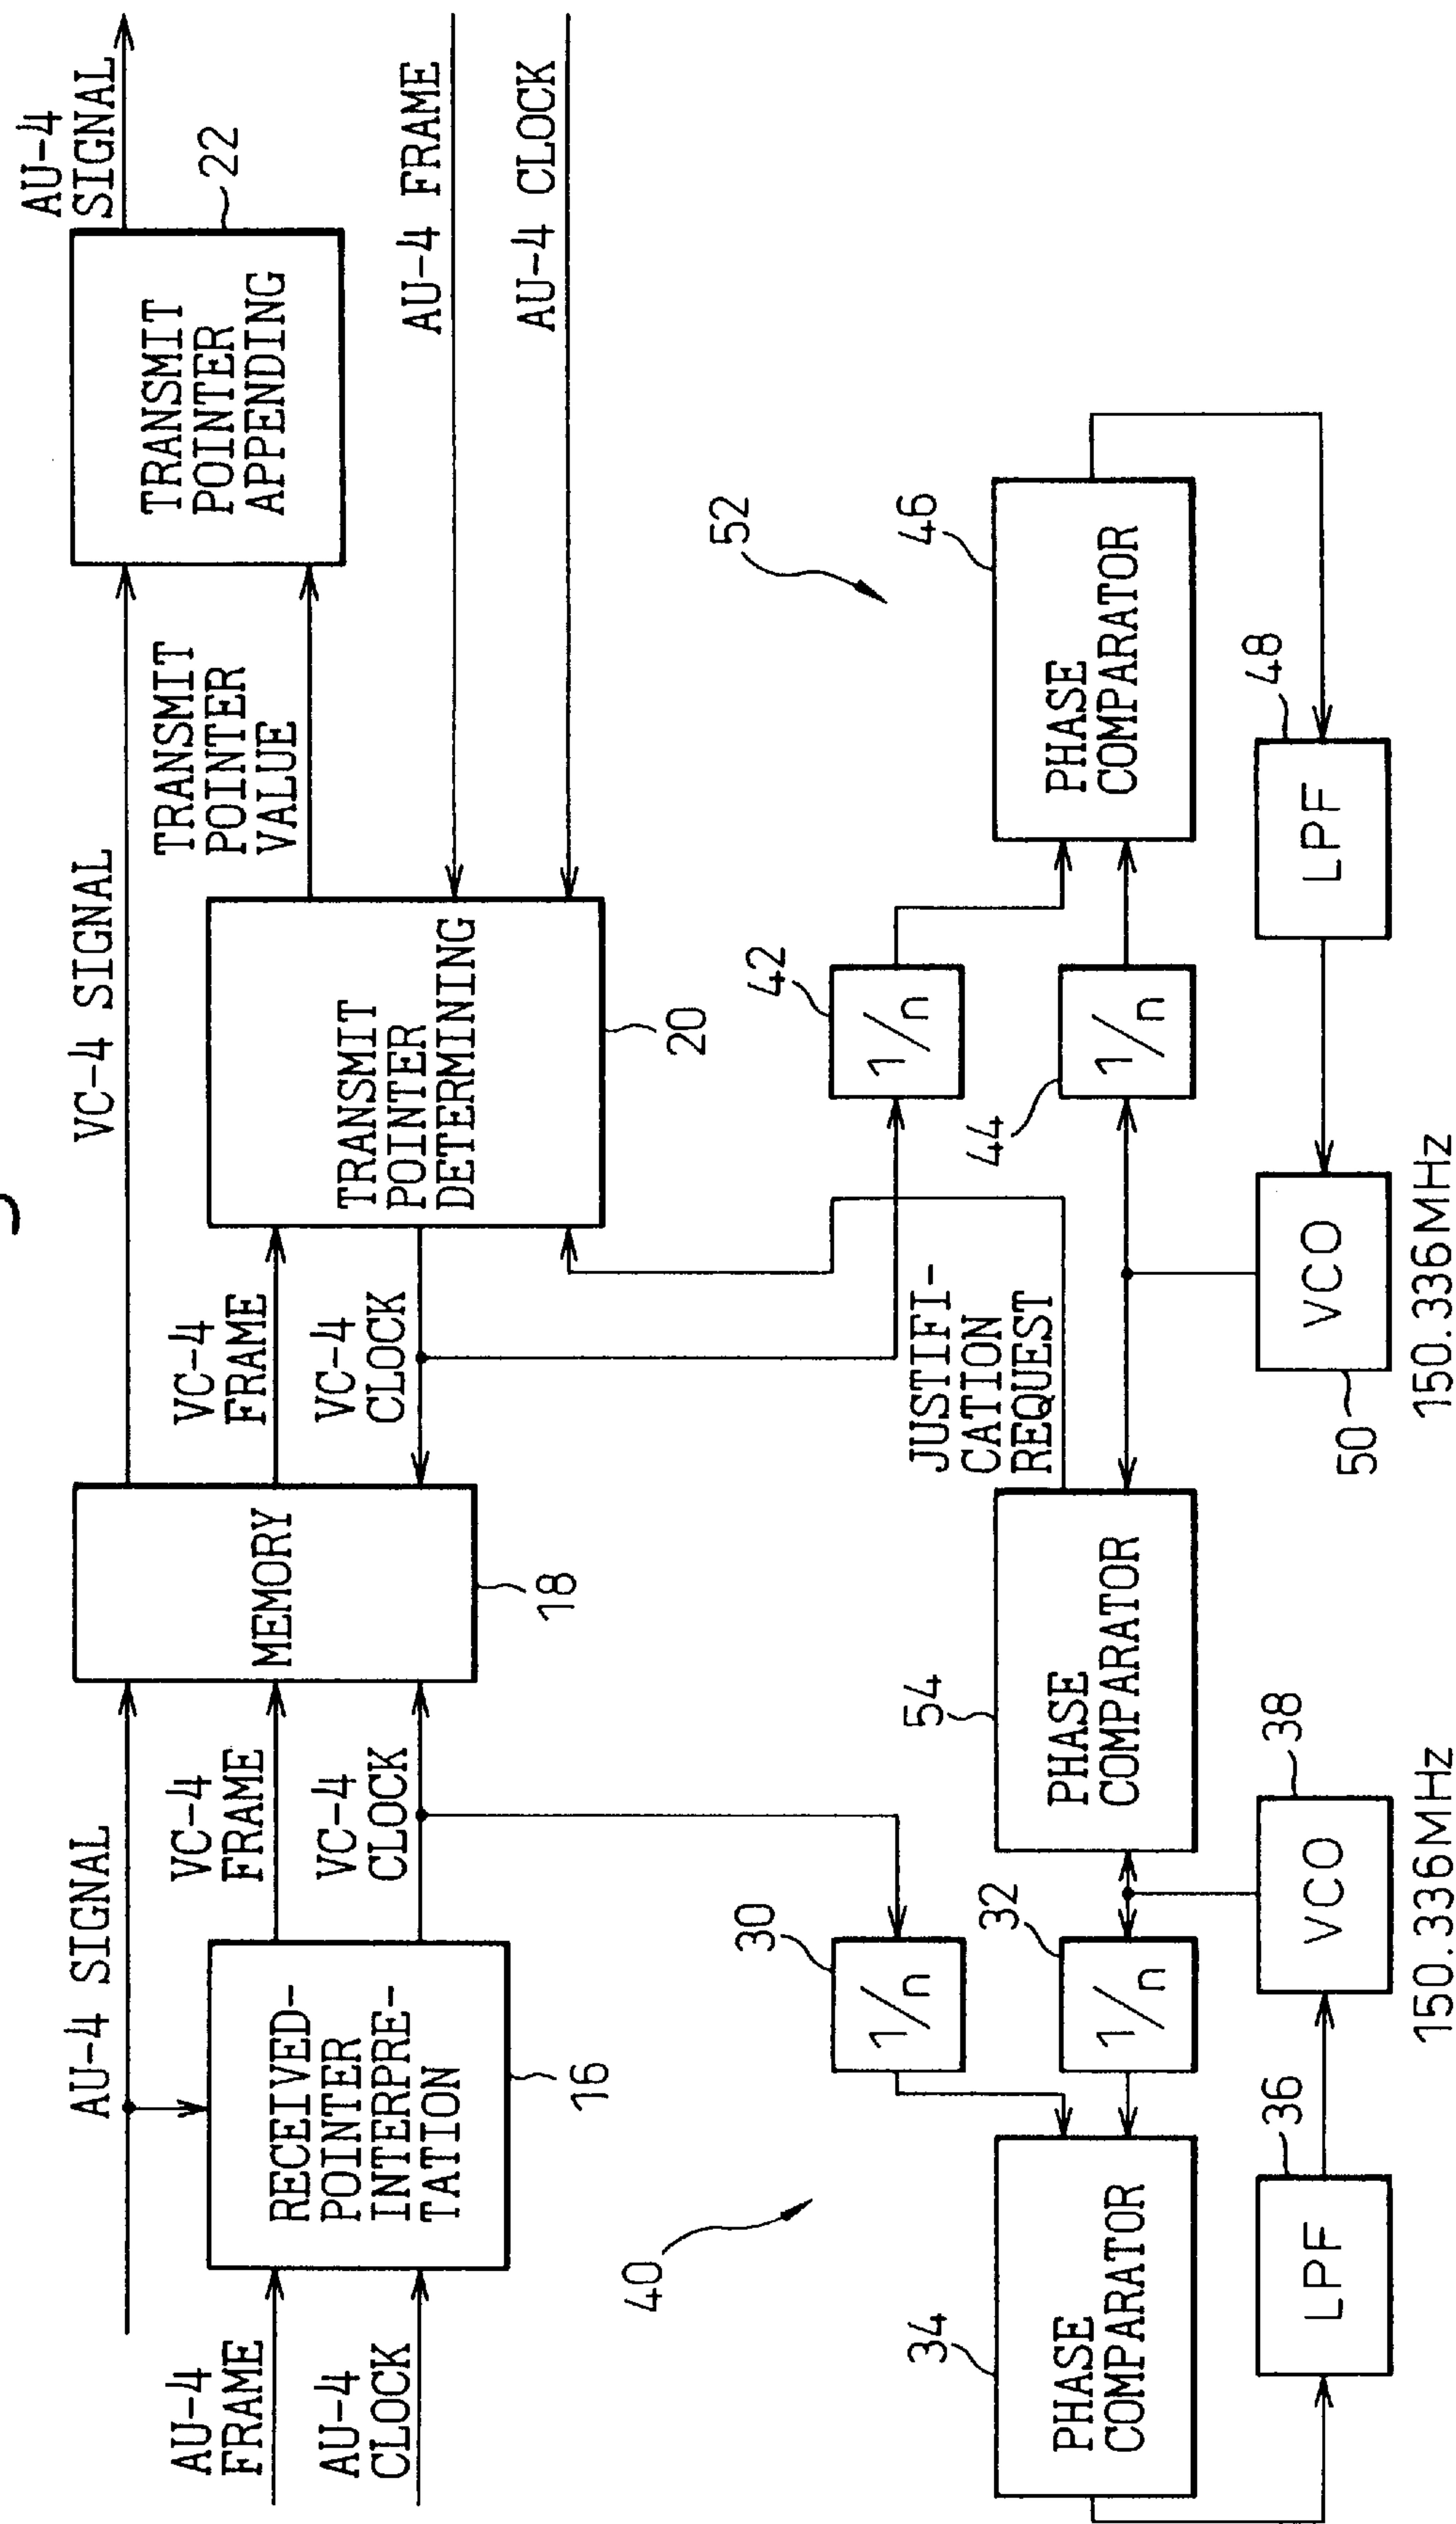 AU-4 SIGNAL
AU-4
FRAME
AU-4
CLOCK
RECEIVED-
POINTER
INTERPRE-
TATION
16
VC-4
FRAME
VC-4
CLOCK
MEMORY
18
VC-4 SIGNAL
VC-4
FRAME
VC-4
CLOCK
TRANSMIT
POINTER
DETERMINING
20
TRANSMIT
POINTER
VALUE
TRANSMIT
POINTER
APPENDING
22
AU-4
SIGNAL
AU-4 FRAME
AU-4 CLOCK
40
30
1/n
32
1/n
34
PHASE
COMPARATOR
36
LPF
38
VCO
150.336MHz
54
PHASE
COMPARATOR
JUSTIFI-
CATION
REQUEST
42
1/n
44
1/n
52
46
PHASE
COMPARATOR
48
LPF
50
VCO
150.336MHz